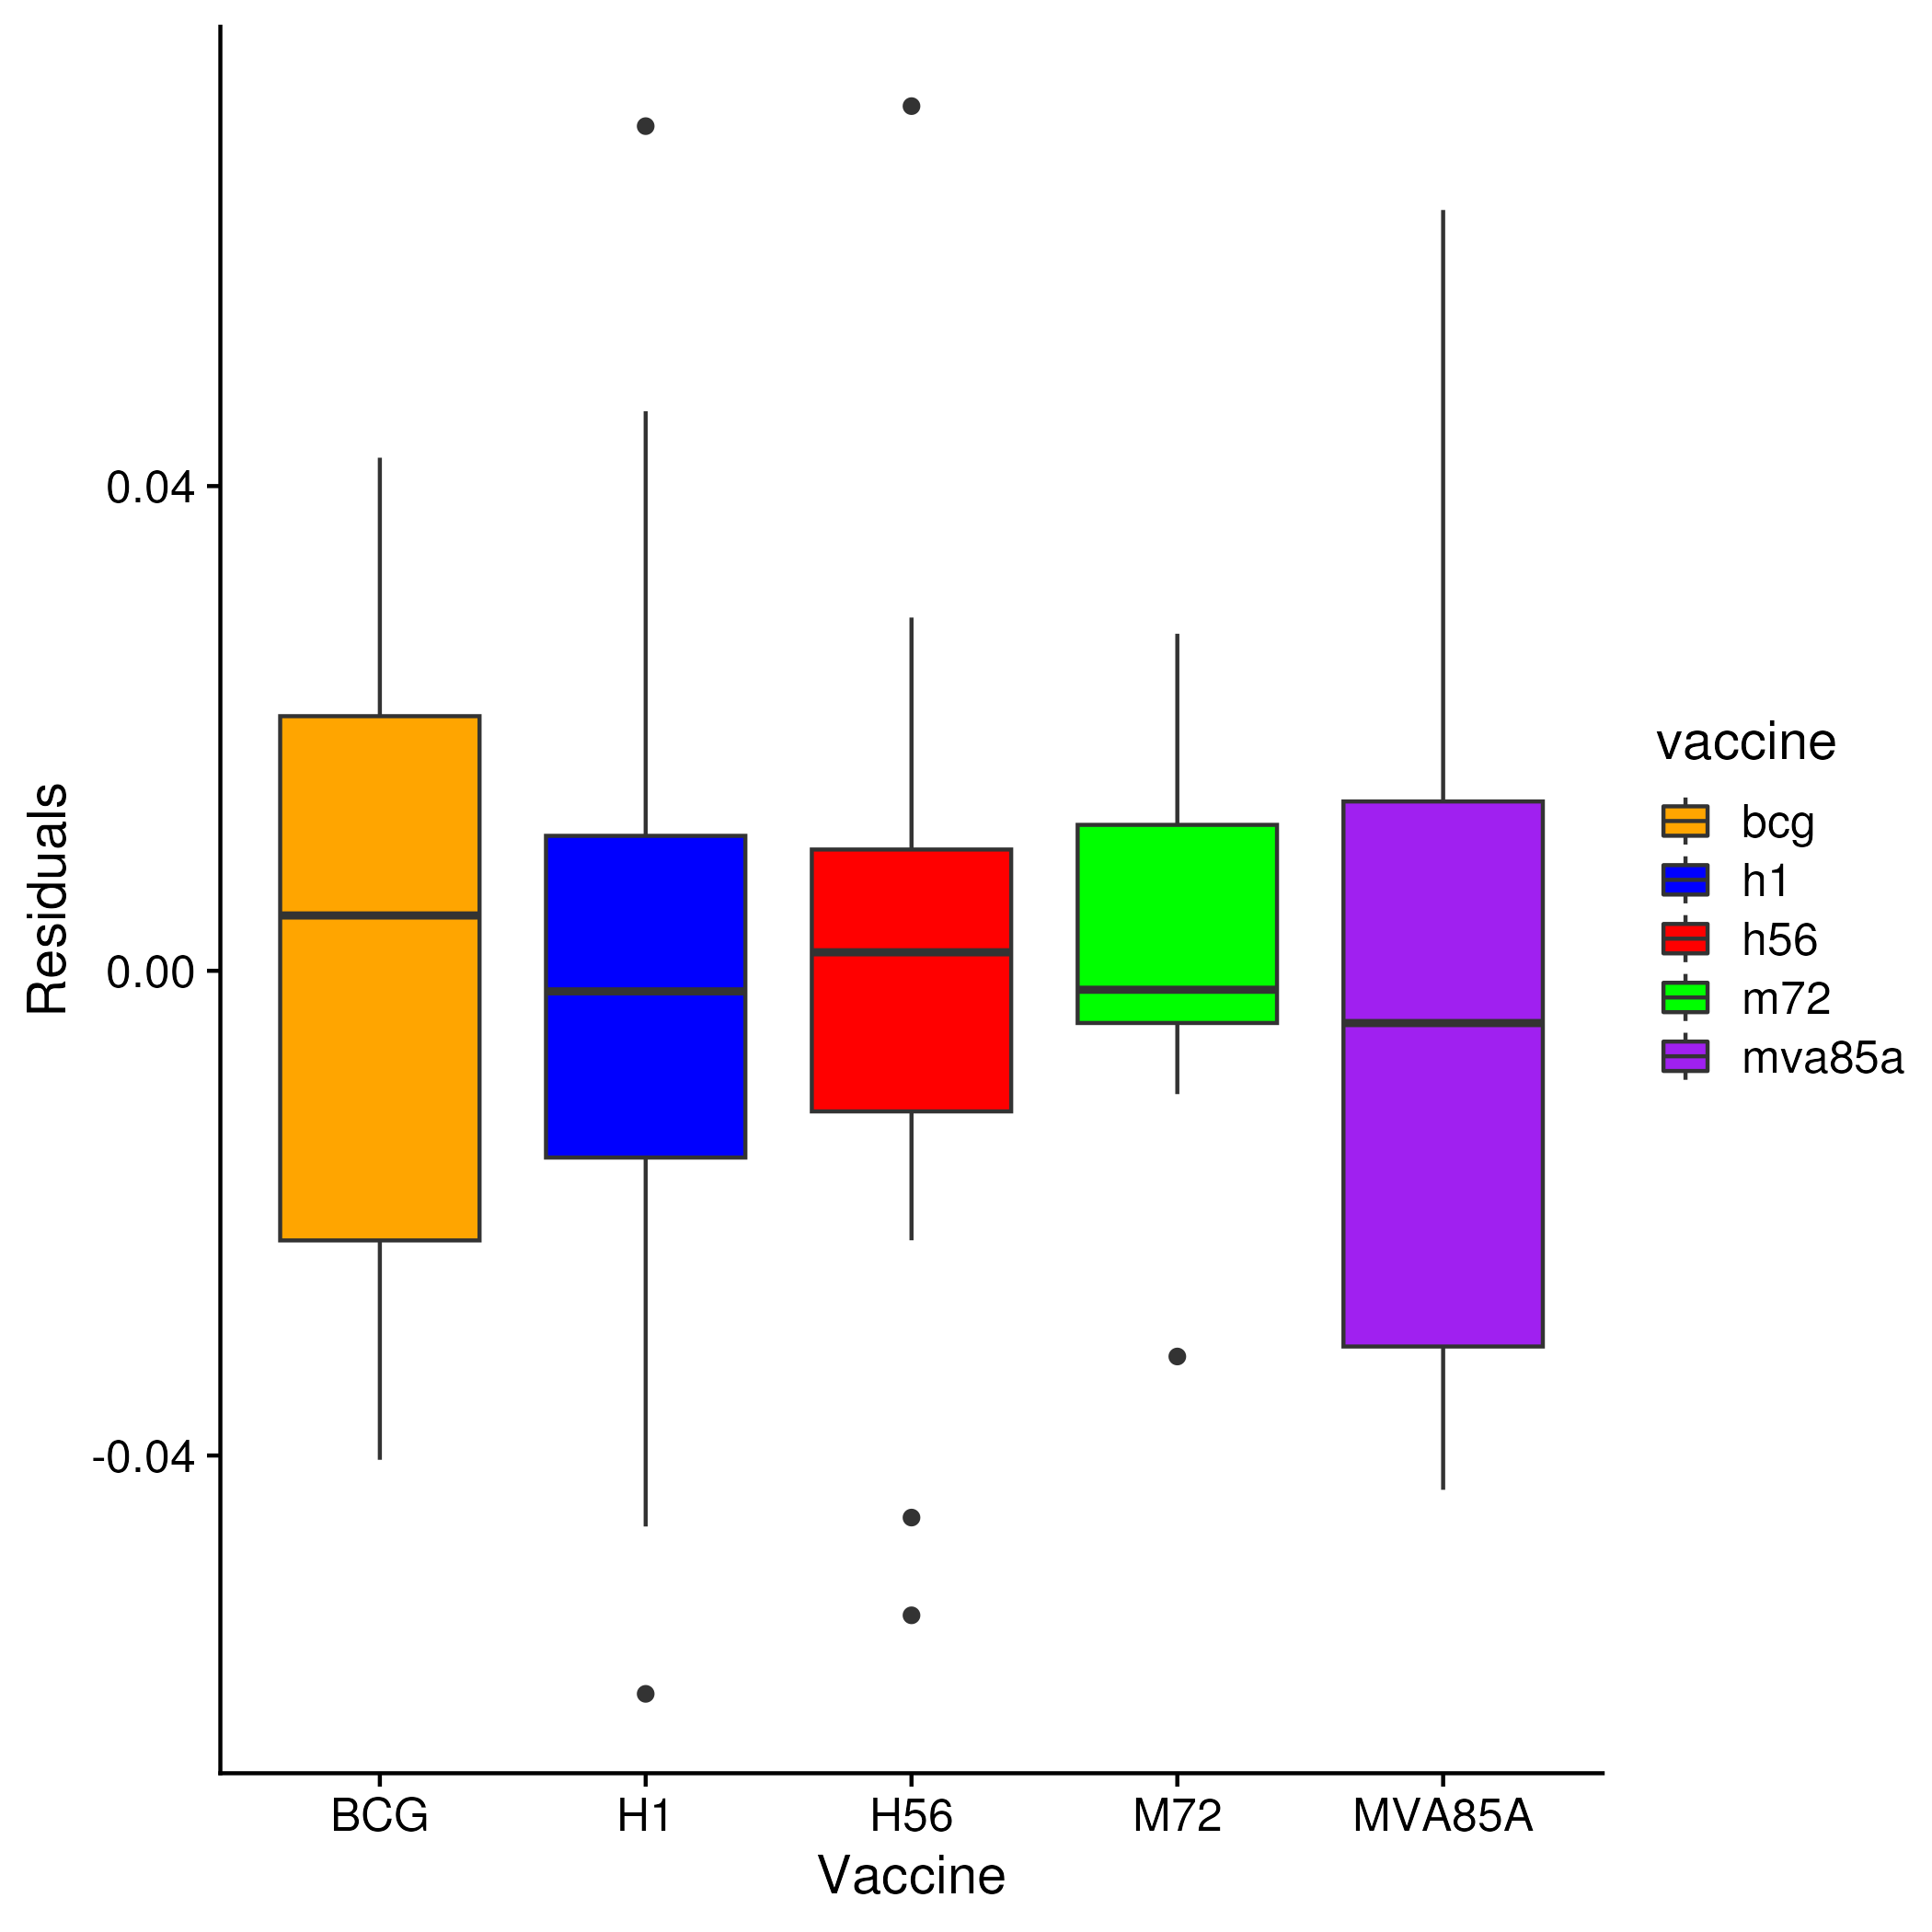 Residuals
0.04
0.00
-0.04
BCG H1 H56 M72 MVA85A
Vaccine
vaccine
bcg
h1
h56
m72
mva85a